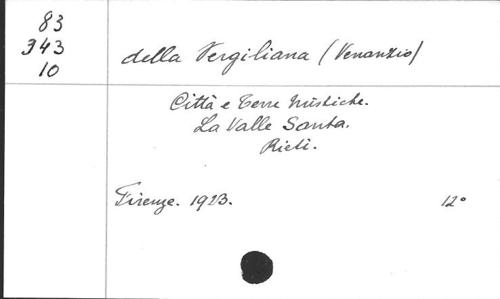 83
343
10
della Vergiliana (Venanzio)
Città e Terre Mistiche.
La Valle Santa.
Rieti.
Firenze. 1923.
12°